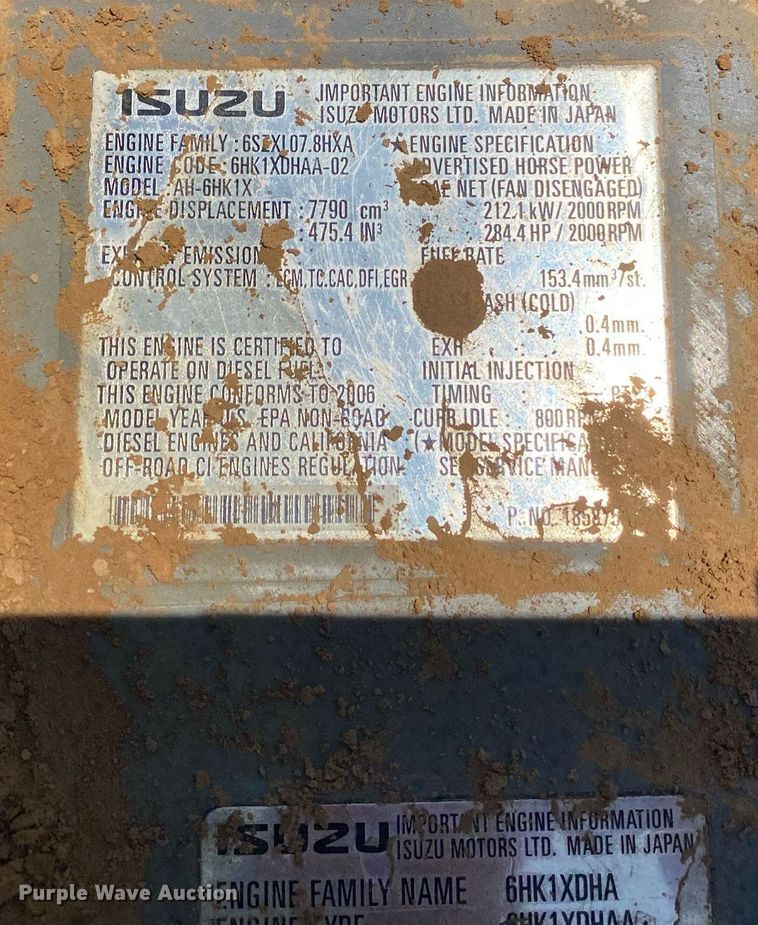 ISUZU IMPORTANT ENGINE INFORMATION
ISUZU MOTORS LTD. MADE IN JAPAN
ENGINE FAMILY : 6SZXL07.8HXA
ENGINE CODE : 6HK1XDHAA-02
MODEL : AH-6HK1X
ENGINE DISPLACEMENT : 7790 cm³
: 475.4 IN³
EMISSION
CONTROL SYSTEM : ECM,TC,CAC,DFI,EGR
THIS ENGINE IS CERTIFIED TO
OPERATE ON DIESEL FUEL.
THIS ENGINE CONFORMS TO 2006
MODEL YEAR U.S. EPA NON-ROAD
DIESEL ENGINES AND CALIFORNIA
OFF-ROAD CI ENGINES REGULATION
★ENGINE SPECIFICATION
ADVERTISED HORSE POWER
NET (FAN DISENGAGED)
212.1 kW/2000RPM
284.4 HP/2000RPM
FUEL RATE
153.4mm³/st.
LASH (COLD)
0.4mm.
EXH : 0.4mm.
INITIAL INJECTION
TIMING :
CURB IDLE : 800
(★MODEL
SERVICE
P. NO.
ISUZU IMPORTANT ENGINE INFORMATION
ISUZU MOTORS LTD. MADE IN JAPAN
ENGINE FAMILY NAME 6HK1XDHA
ENGINE TYPE 6HK1XDHAA
Purple Wave Auction